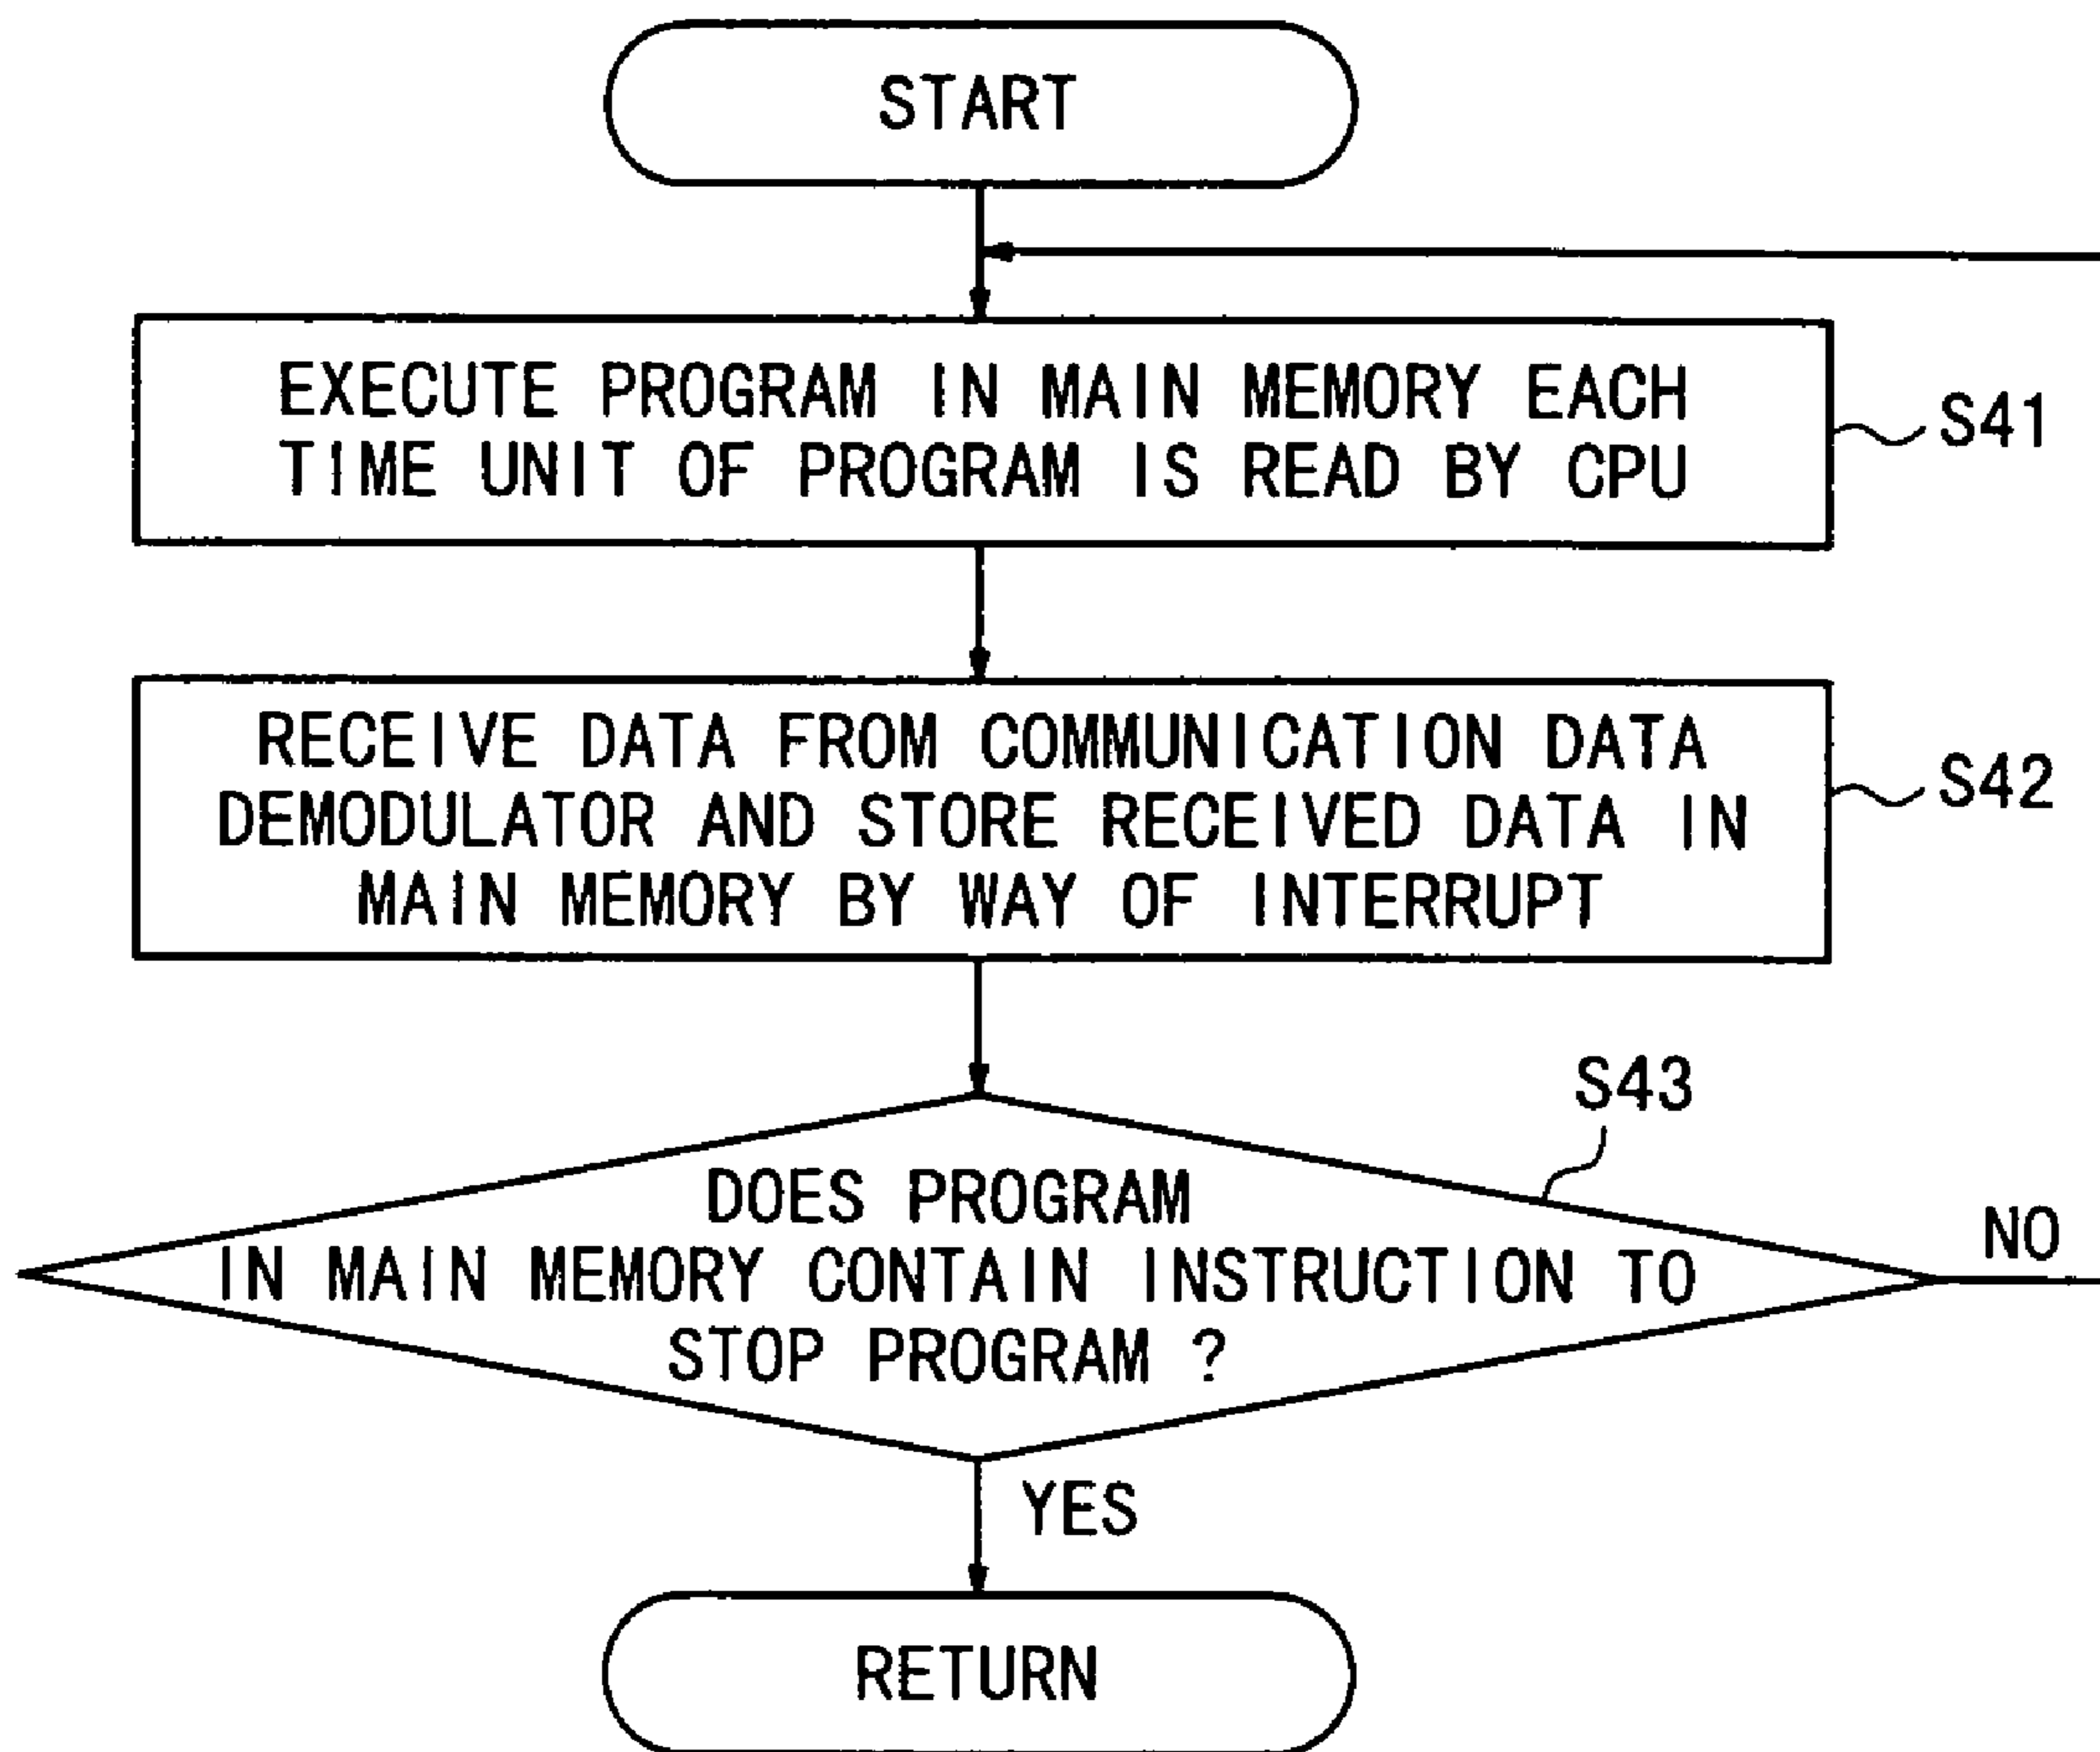 START
EXECUTE PROGRAM IN MAIN MEMORY EACH
TIME UNIT OF PROGRAM IS READ BY CPU
S41
RECEIVE DATA FROM COMMUNICATION DATA
DEMODULATOR AND STORE RECEIVED DATA IN
MAIN MEMORY BY WAY OF INTERRUPT
S42
S43
DOES PROGRAM
IN MAIN MEMORY CONTAIN INSTRUCTION TO
STOP PROGRAM ?
NO
YES
RETURN